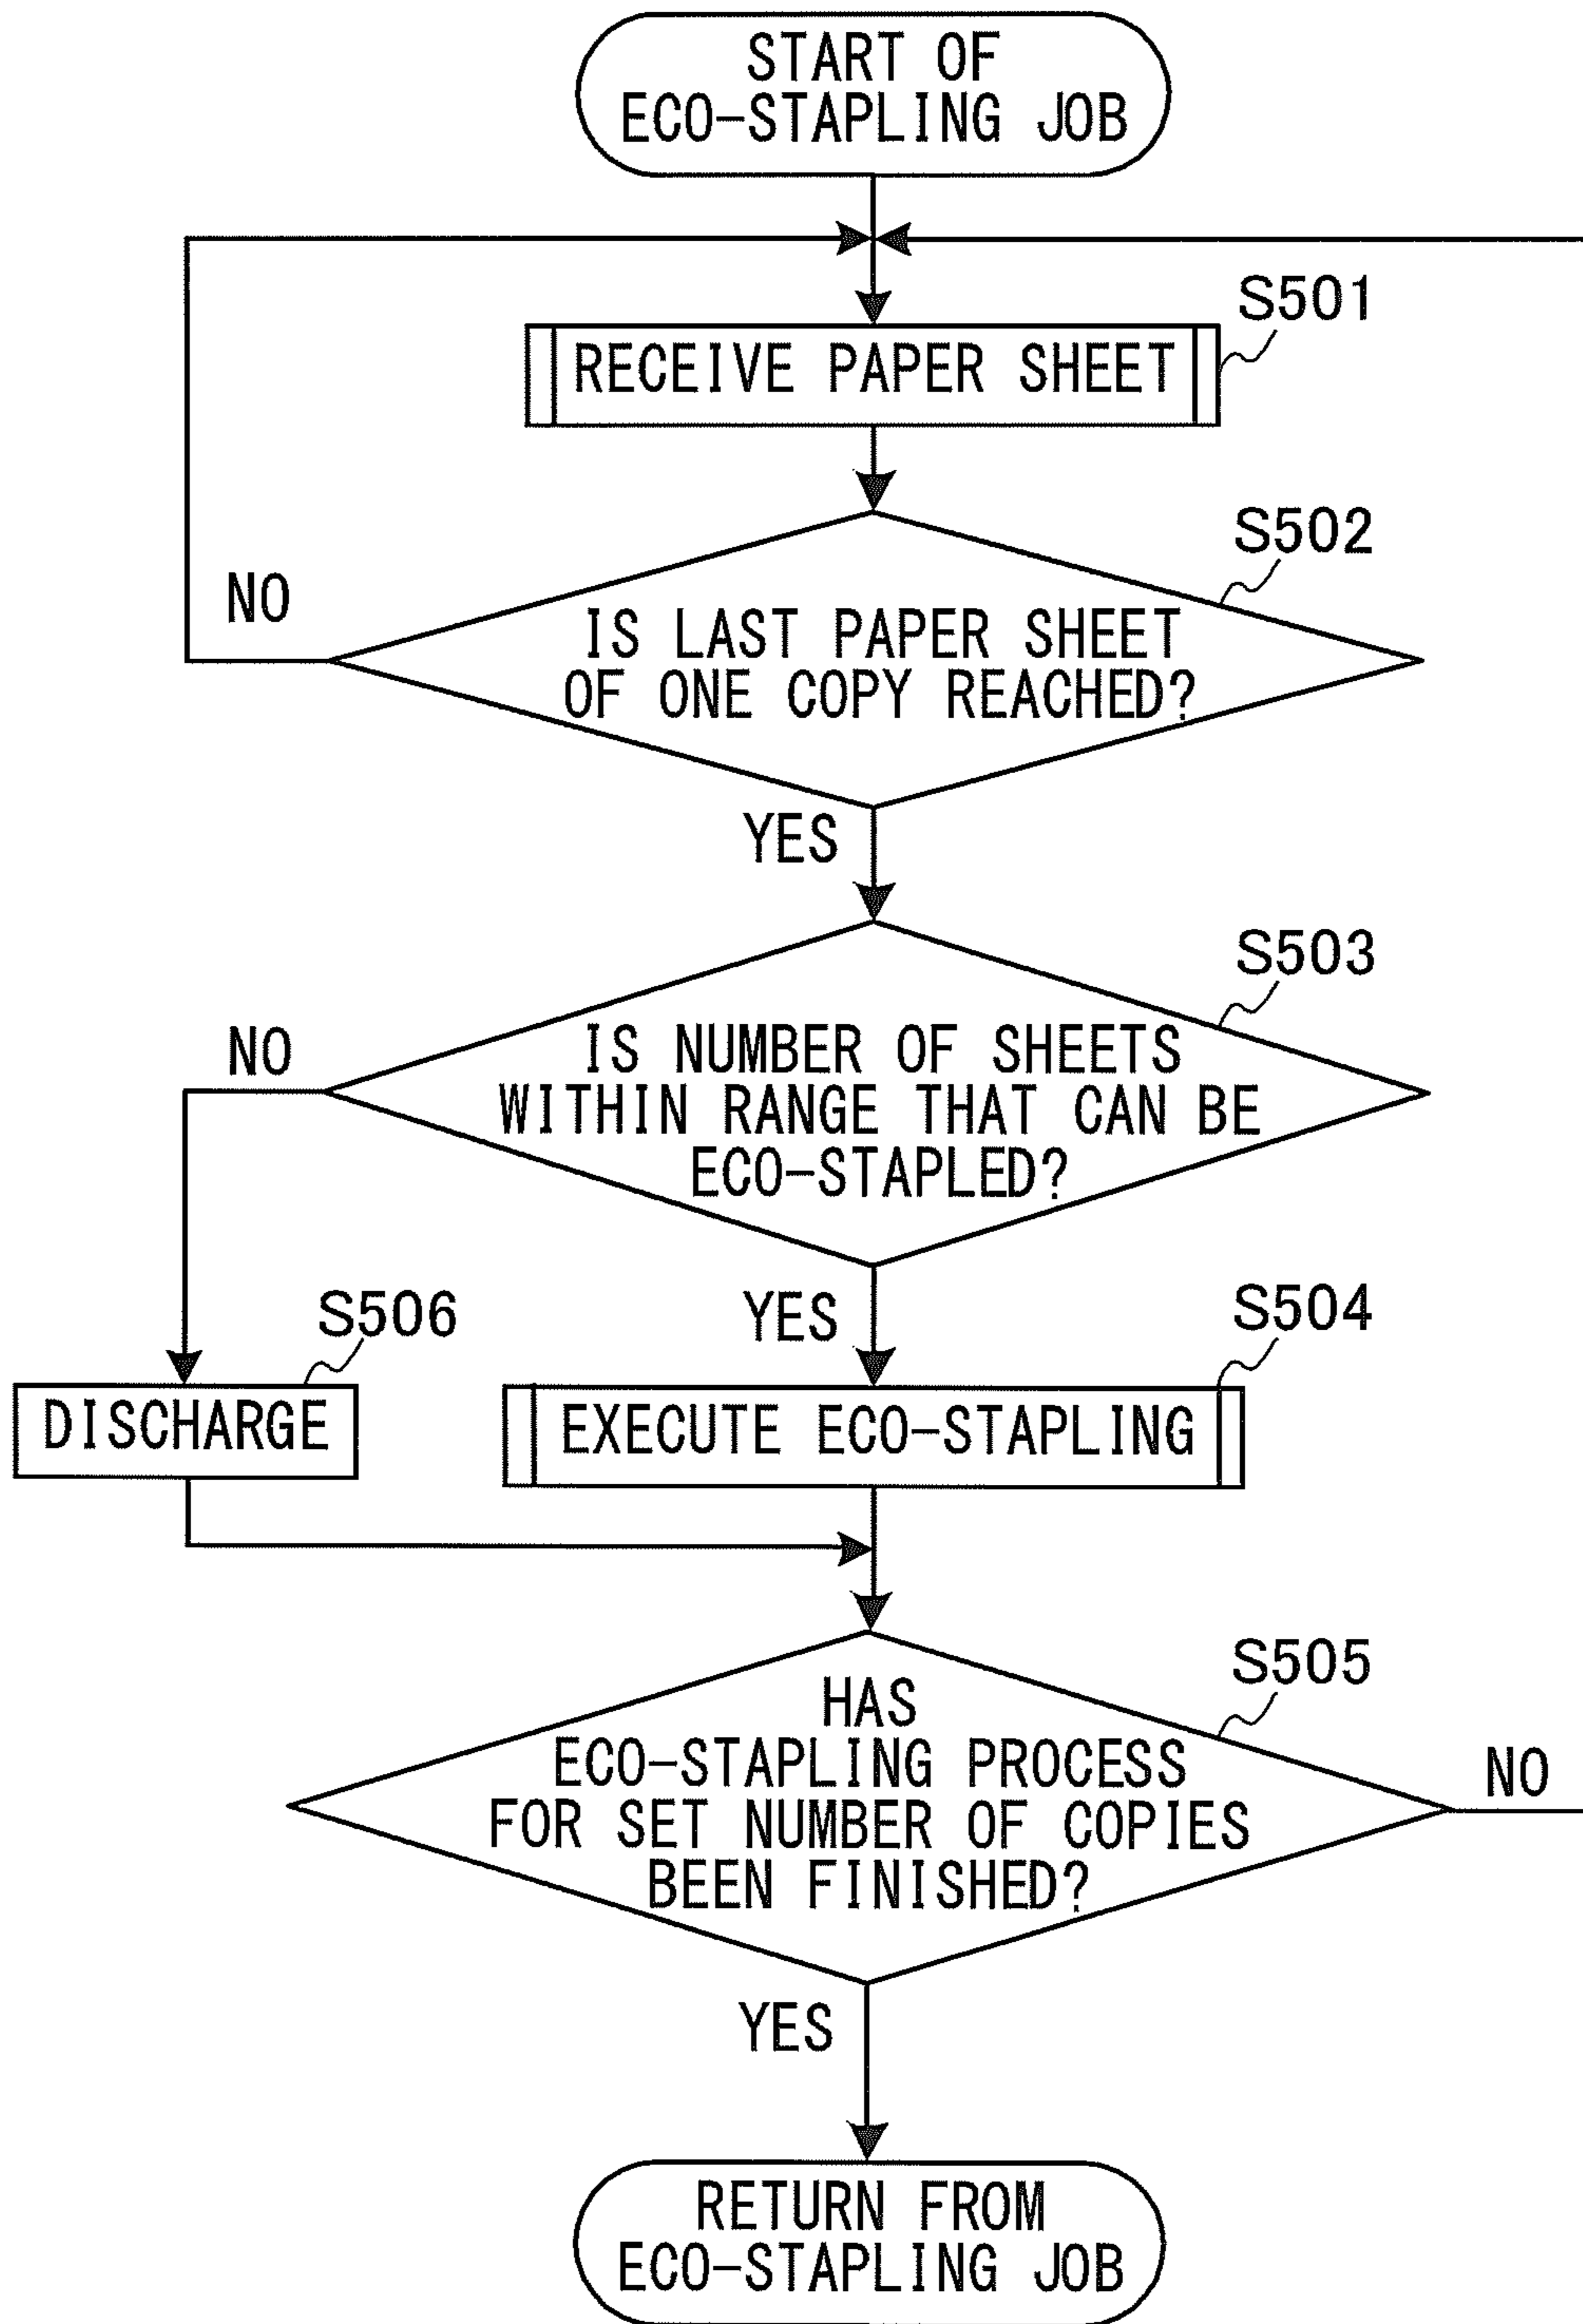 START OF
ECO-STAPLING JOB
S501
RECEIVE PAPER SHEET
S502
NO
IS LAST PAPER SHEET
OF ONE COPY REACHED?
YES
S503
NO
IS NUMBER OF SHEETS
WITHIN RANGE THAT CAN BE
ECO-STAPLED?
YES
S506
S504
DISCHARGE
EXECUTE ECO-STAPLING
S505
HAS
ECO-STAPLING PROCESS
FOR SET NUMBER OF COPIES
BEEN FINISHED?
NO
YES
RETURN FROM
ECO-STAPLING JOB